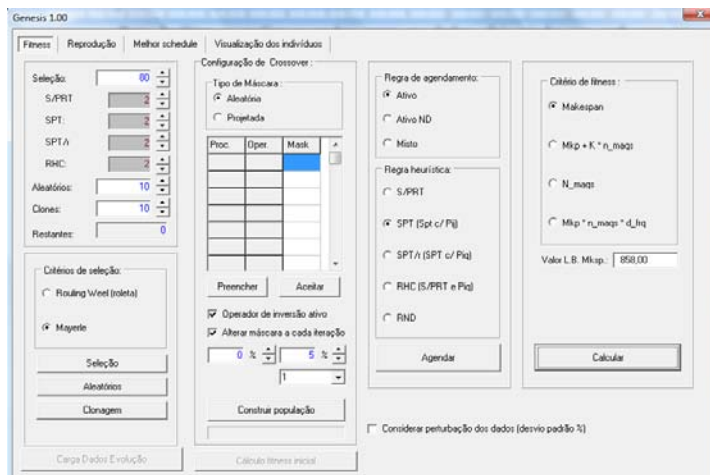 Genesis 1.00
Fitness
Reprodução
Melhor schedule
Visualização dos indivíduos
Seleção: 80
S/PRT 2
SPT: 2
SPT/r 2
RHC: 2
Aleatórios: 10
Clones: 10
Restantes: 0
Critérios de seleção:
Rouling Weel (roleta)
Mayerle
Seleção
Aleatórios
Clonagem
Carga Dados Evolução
Configuração de Crossover :
Tipo de Máscara :
Aleatória
Projetada
Proc. Oper. Mask
Preencher Aceitar
Operador de inversão ativo
Alterar máscara a cada iteração
0 % 5 %
1
Construir população
Cálculo fitness inicial
Regra de agendamento:
Ativo
Ativo ND
Misto
Regra heurística:
S/PRT
SPT (Spt c/ Pij)
SPT/r (SPT c/ Piq)
RHC (S/PRT e Piq)
RND
Agendar
Critério de fitness :
Makespan
Mkp + K * n_maqs
N_maqs
Mkp * n_maqs * d_frq
Valor L.B. Mksp.: 858,00
Calcular
Considerar perturbação dos dados (desvio padrão %)